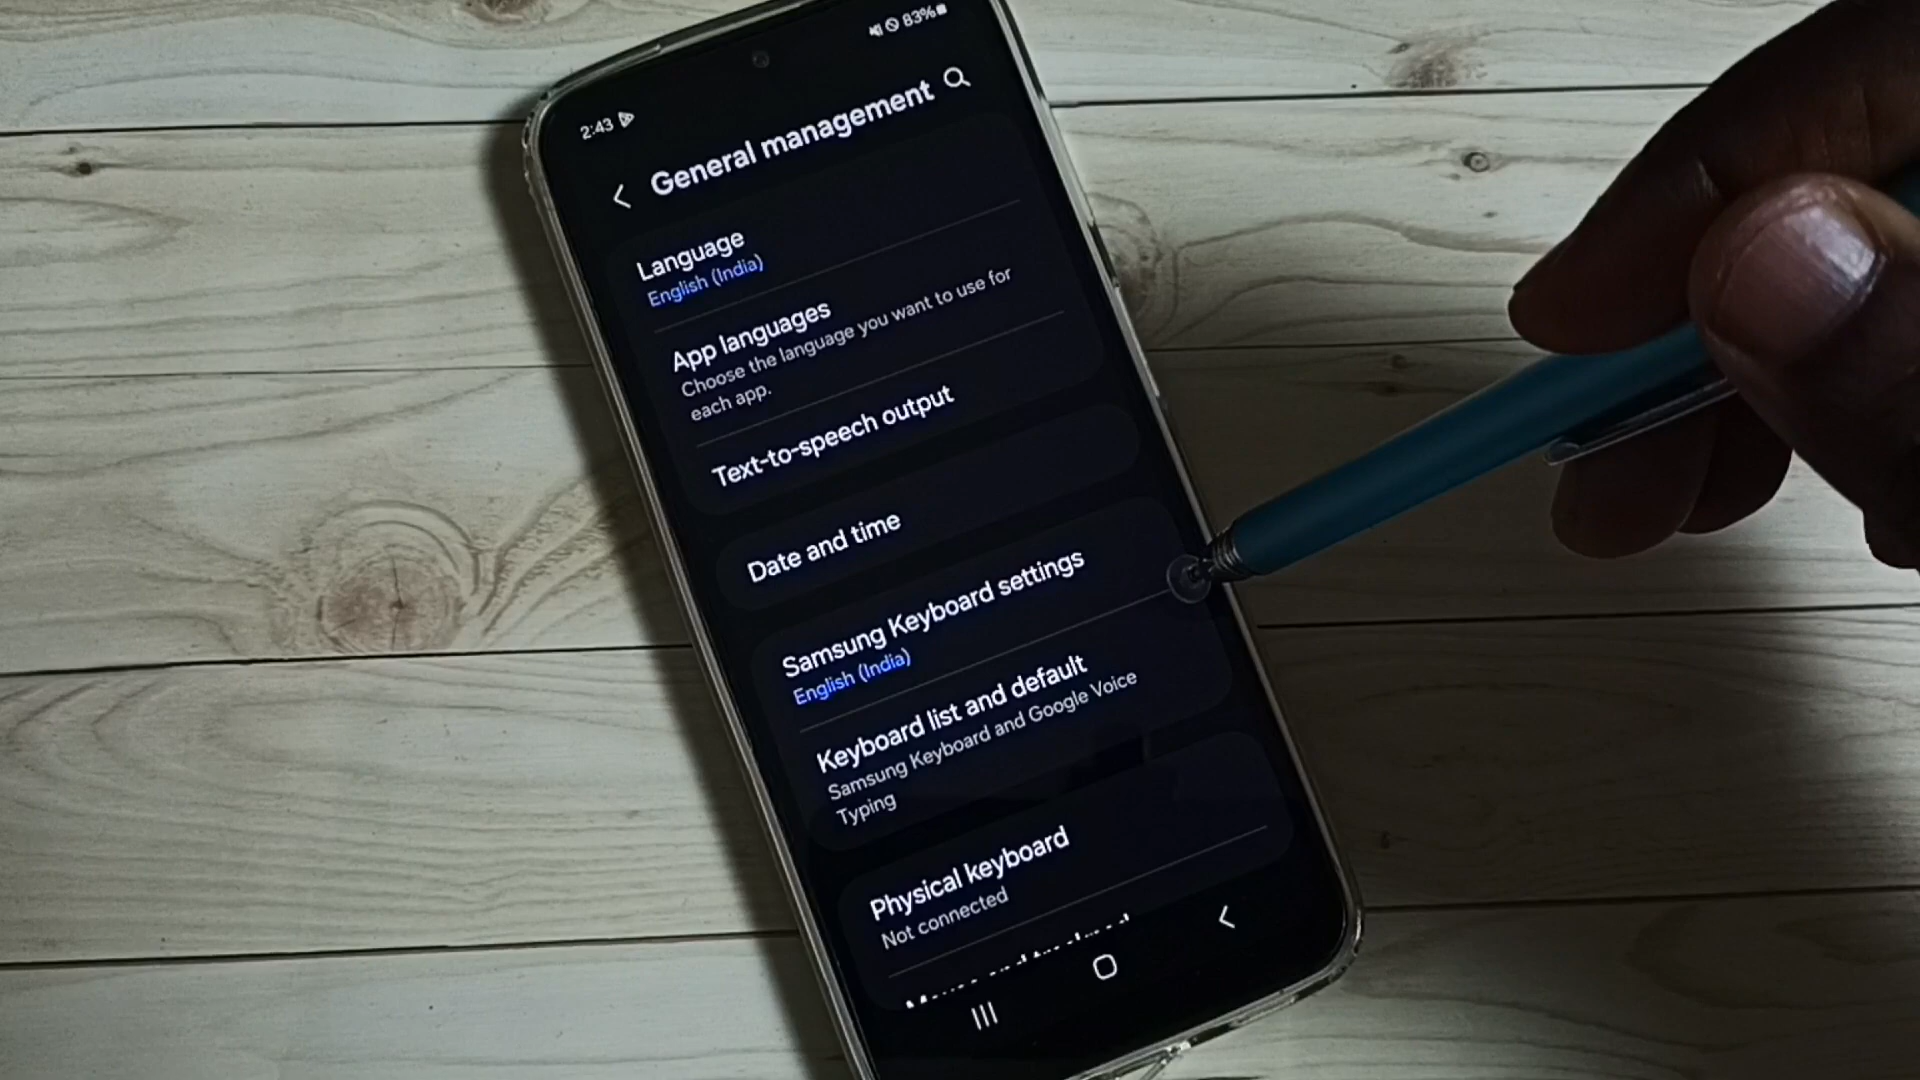 2:43
83%
General management
Language
English (India)
App languages
Choose the language you want to use for
each app.
Text-to-speech output
Date and time
Samsung Keyboard settings
English (India)
Keyboard list and default
Samsung Keyboard and Google Voice
Typing
Physical keyboard
Not connected